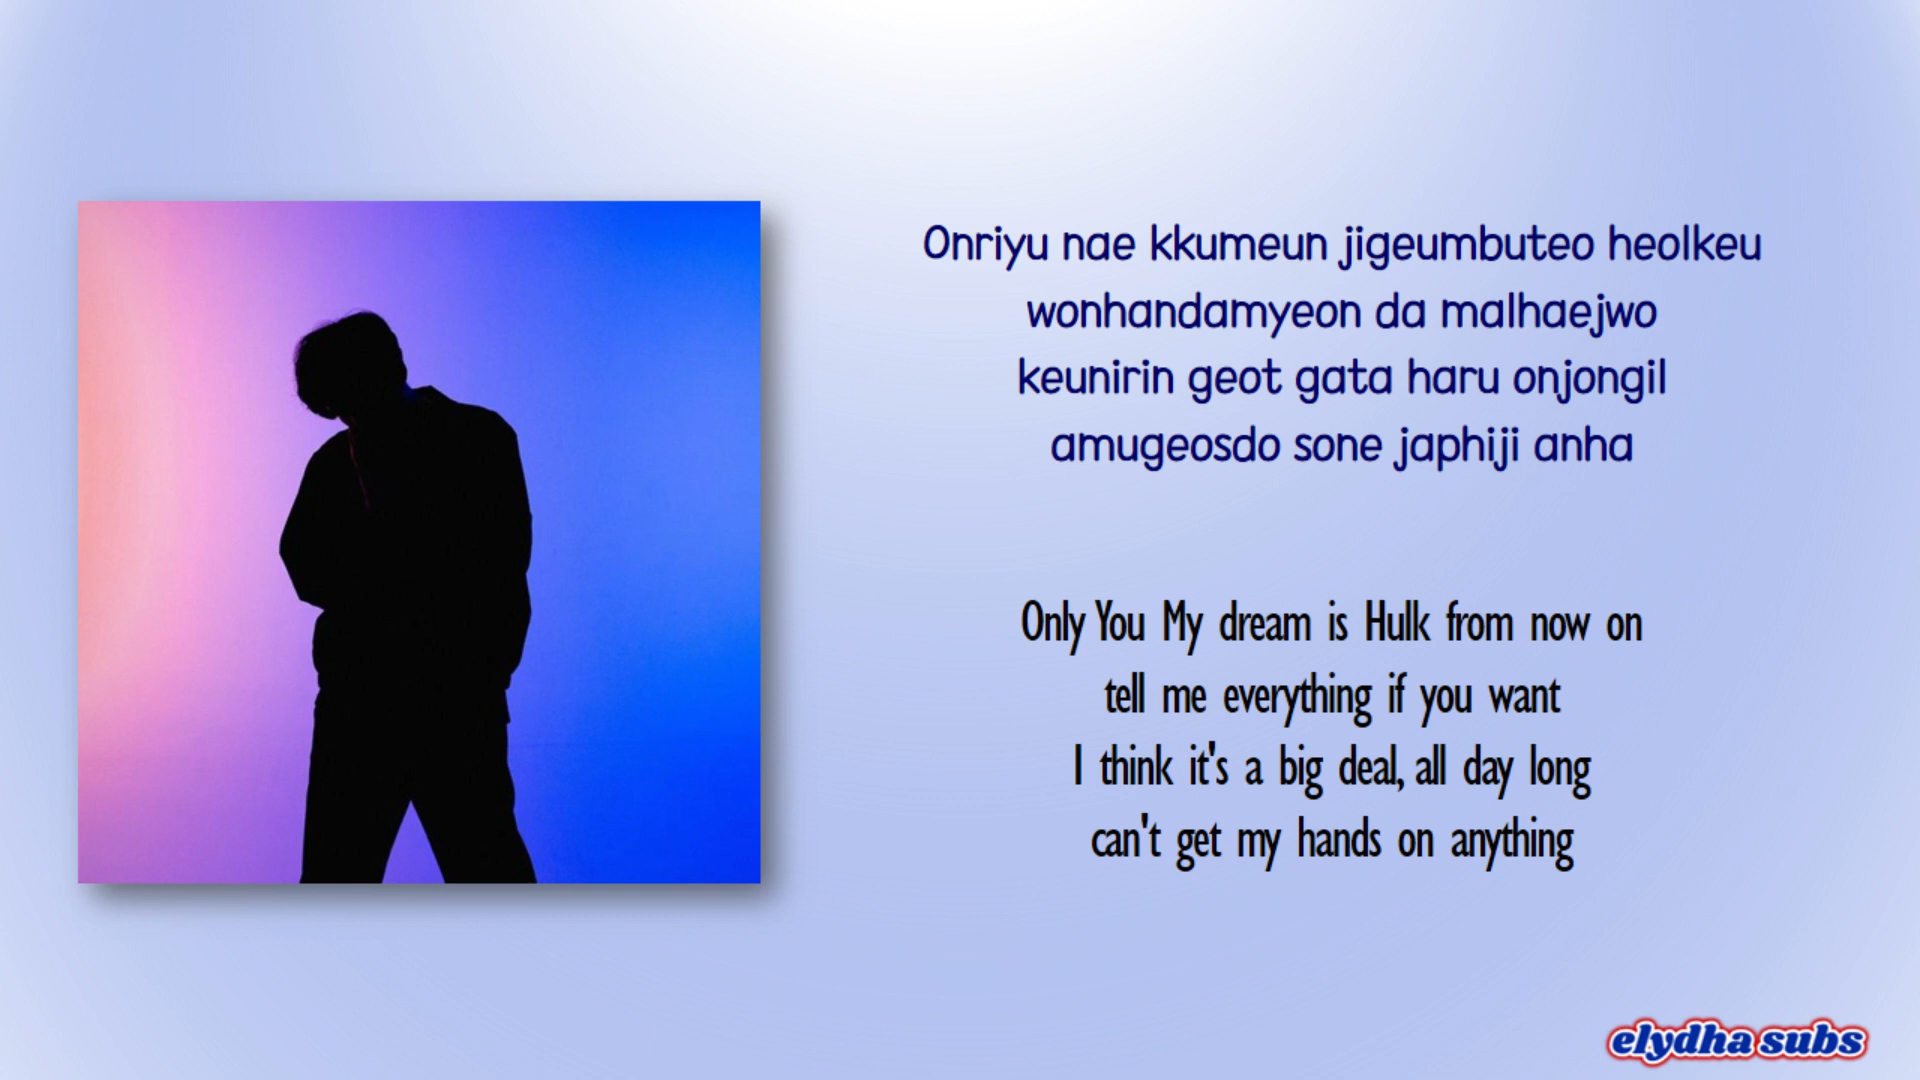 Onriyu nae kkumeun jigeumbuteo heolkeu
wonhandamyeon da malhaejwo
keunirin geot gata haru onjongil
amugeosdo sone japhiji anha
Only You My dream is Hulk from now on
tell me everything if you want
I think it's a big deal, all day long
can't get my hands on anything
elydha subs